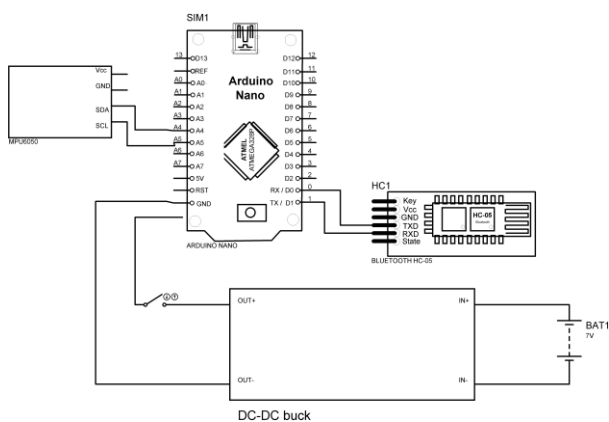 SIM1
Arduino
Nano
ATMEL
ATMEGA328P
13 D13
REF
A0 A0
A1 A1
A2 A2
A3 A3
A4 A4
A5 A5
A6 A6
A7 A7
5V
RST
GND
D12 12
D11 11
D10 10
D9 9
D8 8
D7 7
D6 6
D5 5
D4 4
D3 3
D2 2
RX / D0 0
TX / D1 1
ARDUINO NANO
Vcc
GND
SDA
SCL
MPU6050
HC1
Key
Vcc
GND
TXD
RXD
State
HC-05
BLUETOOTH HC-05
OUT+
OUT-
IN+
IN-
DC-DC buck
BAT1
7V